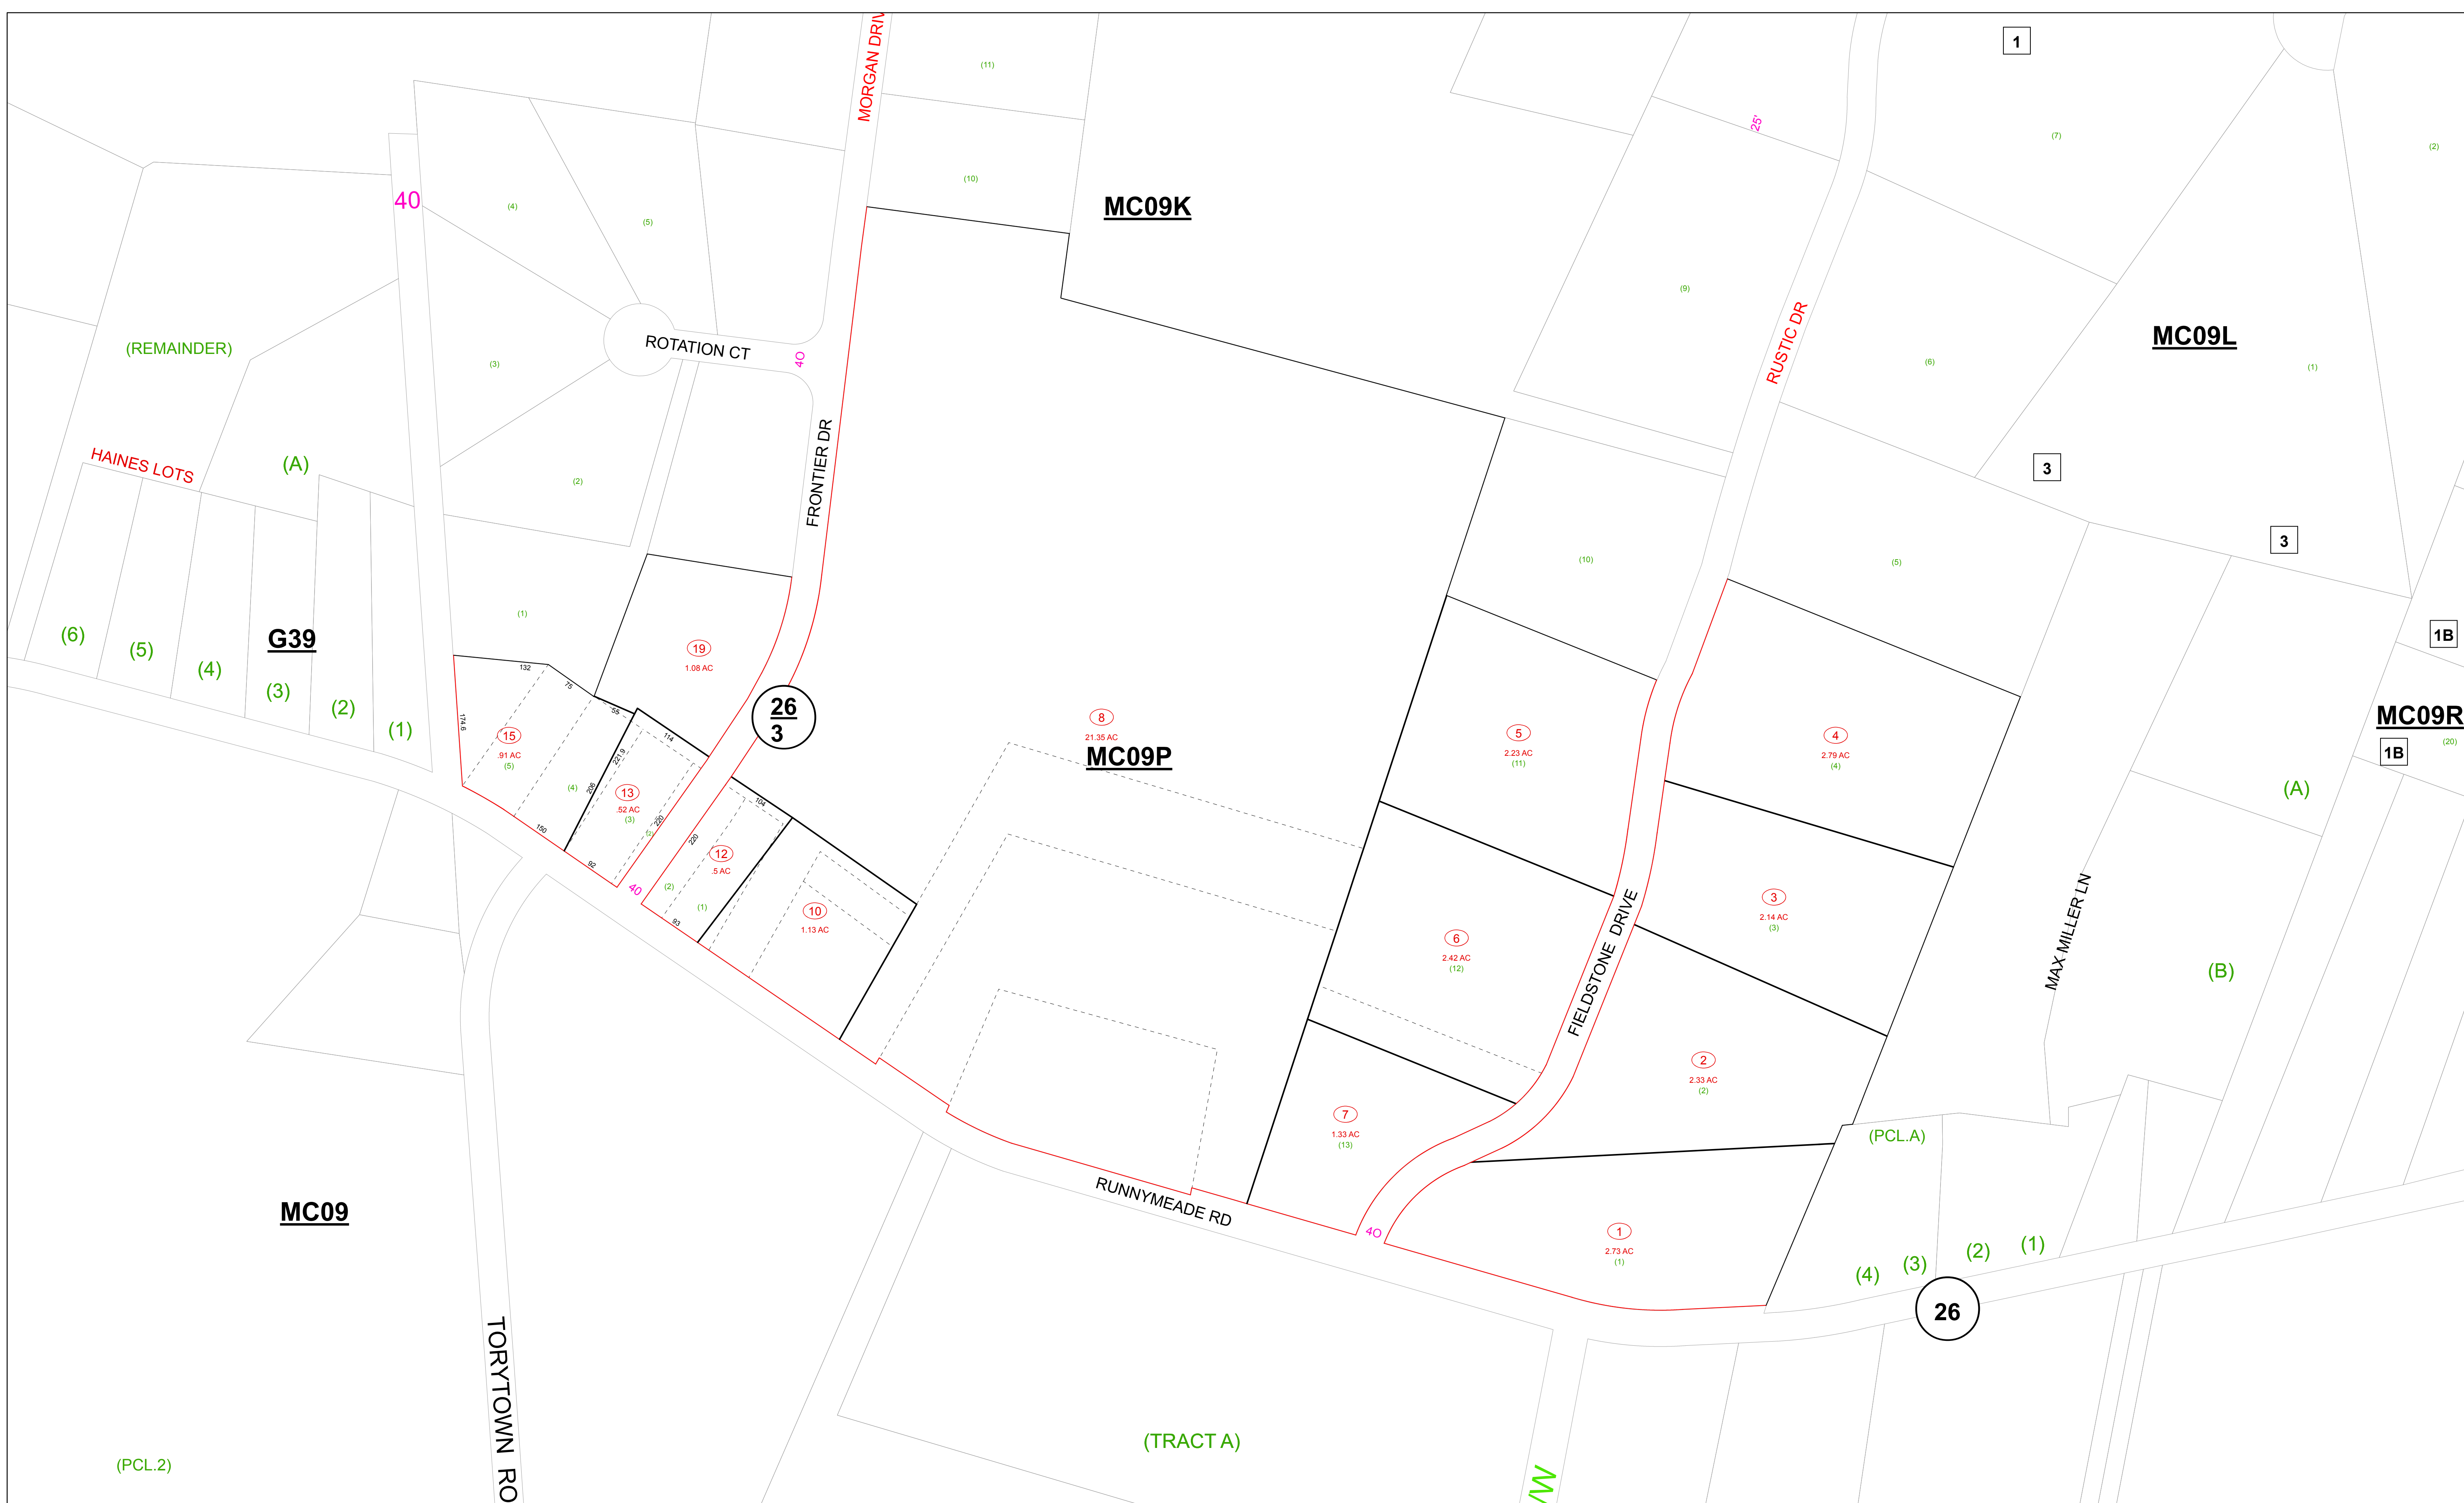 MORGAN DRIV
(11)
(10)
1
25'
(7)
(2)
40
(4)
(5)
MC09K
(9)
RUSTIC DR
MC09L
(REMAINDER)
(3)
ROTATION CT
4O
(6)
(1)
HAINES LOTS
(A)
(2)
FRONTIER DR
3
3
(10)
(5)
(1)
(6)
(5)
(4)
(3)
(2)
(1)
G39
1B
MC09R
1B
(20)
132
75
55
174.6
15
.91 AC
(5)
(4)
206
221.9
150
19
1.08 AC
114
13
.52 AC
(3)
(2)
220
92
26
3
40
104
220
12
.5 AC
(2)
(1)
93
10
1.13 AC
8
21.35 AC
MC09P
5
2.23 AC
(11)
4
2.79 AC
(4)
(A)
6
2.42 AC
(12)
3
2.14 AC
(3)
FIELDSTONE DRIVE
MAX MILLER LN
(B)
2
2.33 AC
(2)
7
1.33 AC
(13)
(PCL.A)
RUNNYMEADE RD
4O
1
2.73 AC
(1)
(4)
(3)
(2)
(1)
26
MC09
TORYTOWN RO
(TRACT A)
(PCL.2)